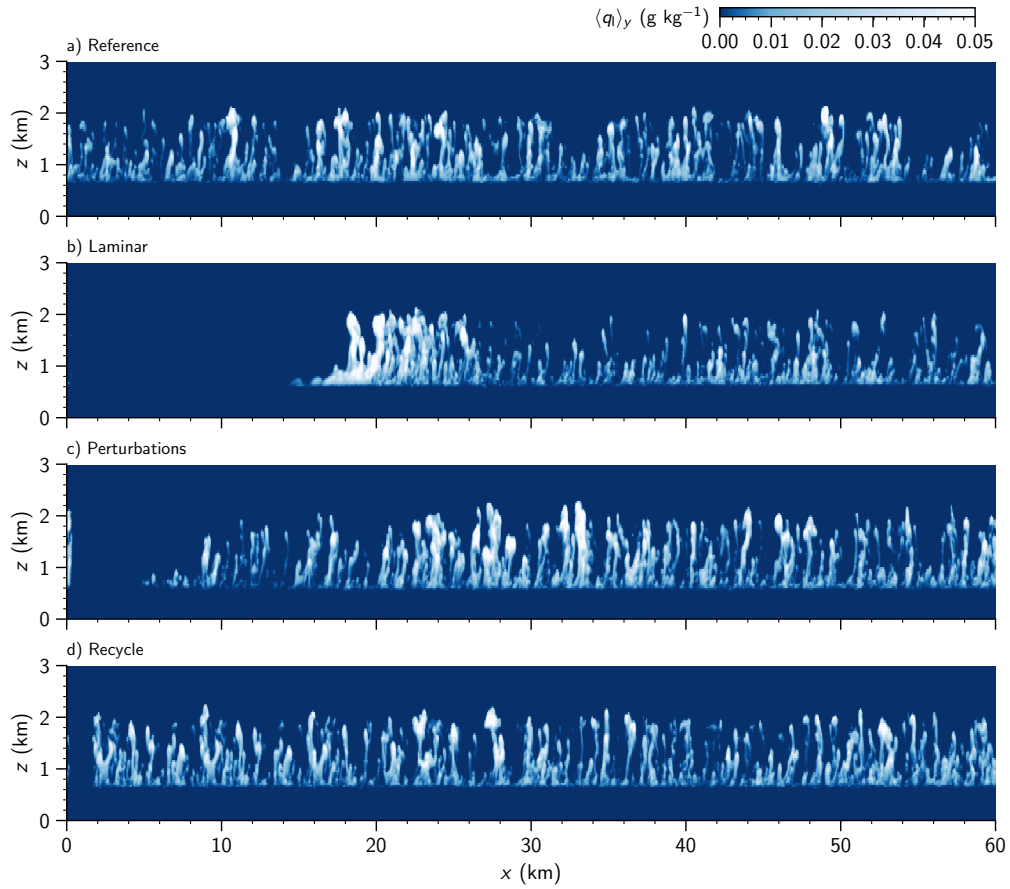 ⟨qₗ⟩ᵧ (g kg⁻¹)
0.00 0.01 0.02 0.03 0.04 0.05
a) Reference
3
2
1
0
z (km)
b) Laminar
3
2
1
0
z (km)
c) Perturbations
3
2
1
0
z (km)
d) Recycle
3
2
1
0
z (km)
0 10 20 30 40 50 60
x (km)